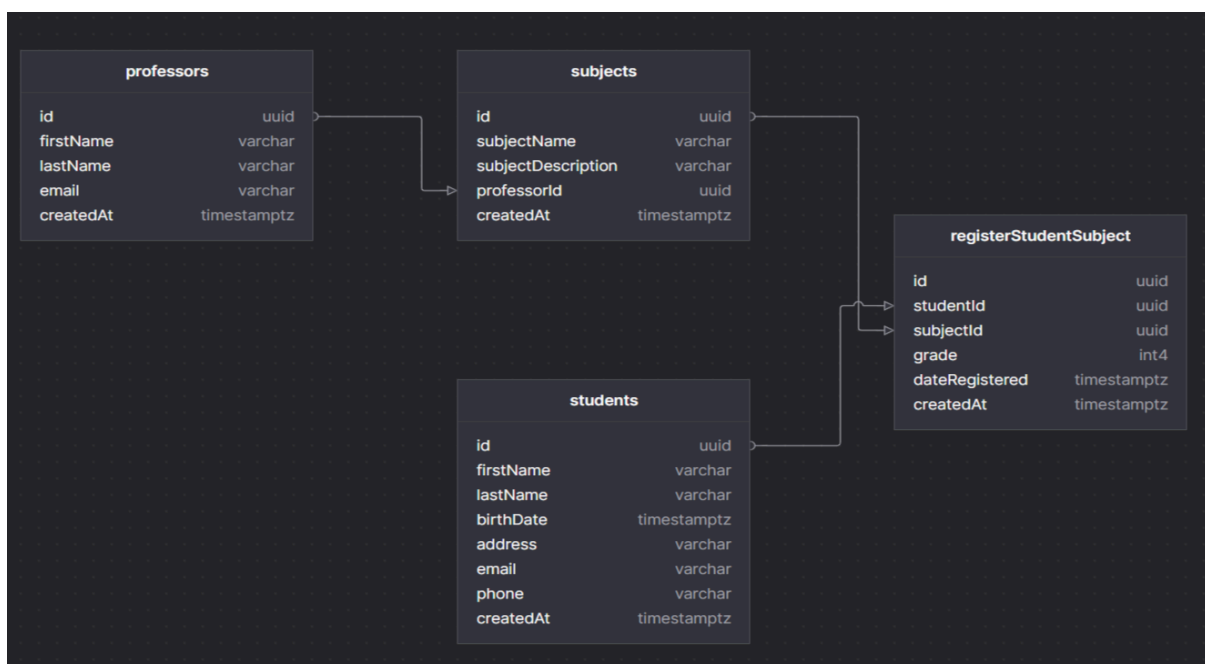 professors
id uuid
firstName varchar
lastName varchar
email varchar
createdAt timestamptz
subjects
id uuid
subjectName varchar
subjectDescription varchar
professorId uuid
createdAt timestamptz
registerStudentSubject
id uuid
studentId uuid
subjectId uuid
grade int4
dateRegistered timestamptz
createdAt timestamptz
students
id uuid
firstName varchar
lastName varchar
birthDate timestamptz
address varchar
email varchar
phone varchar
createdAt timestamptz